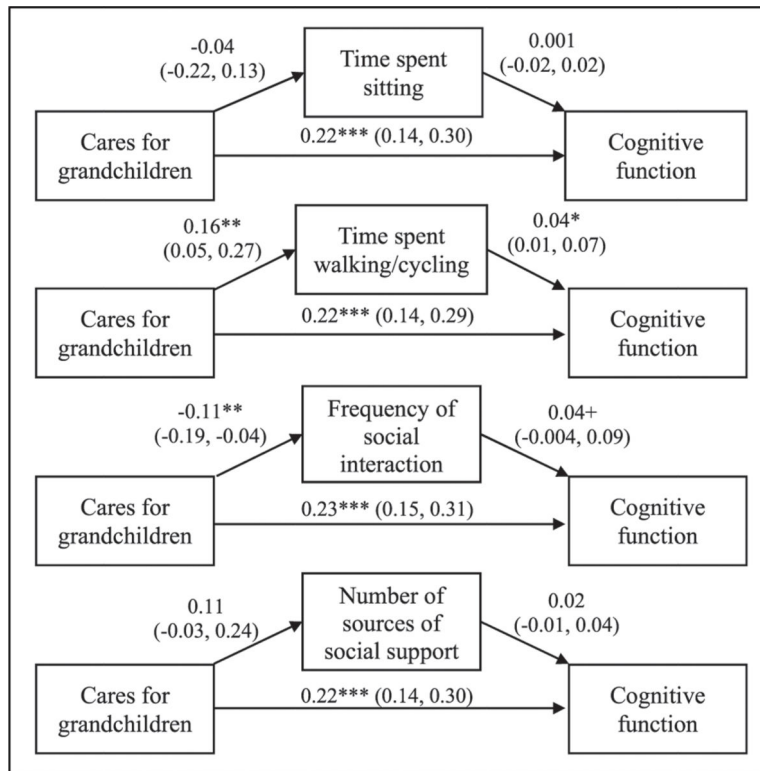 -0.04
(-0.22, 0.13)
Time spent
sitting
0.001
(-0.02, 0.02)
Cares for
grandchildren
0.22*** (0.14, 0.30)
Cognitive
function
0.16**
(0.05, 0.27)
Time spent
walking/cycling
0.04*
(0.01, 0.07)
Cares for
grandchildren
0.22*** (0.14, 0.29)
Cognitive
function
-0.11**
(-0.19, -0.04)
Frequency of
social
interaction
0.04+
(-0.004, 0.09)
Cares for
grandchildren
0.23*** (0.15, 0.31)
Cognitive
function
0.11
(-0.03, 0.24)
Number of
sources of
social support
0.02
(-0.01, 0.04)
Cares for
grandchildren
0.22*** (0.14, 0.30)
Cognitive
function